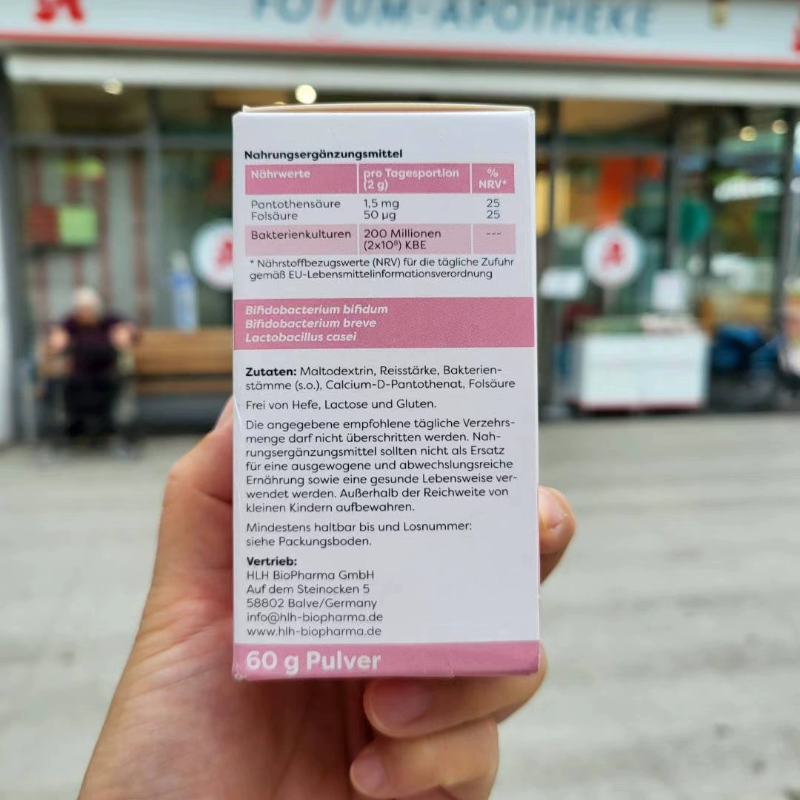 FORUM-APOTHEKE
Nahrungsergänzungsmittel
Nährwerte pro Tagesportion (2 g) % NRV*
Pantothensäure 1,5 mg 25
Folsäure 50 µg 25
Bakterienkulturen 200 Millionen (2x10⁸) KBE ---
* Nährstoffbezugswerte (NRV) für die tägliche Zufuhr
gemäß EU-Lebensmittelinformationsverordnung
Bifidobacterium bifidum
Bifidobacterium breve
Lactobacillus casei
Zutaten: Maltodextrin, Reisstärke, Bakterien-
stämme (s.o.), Calcium-D-Pantothenat, Folsäure
Frei von Hefe, Lactose und Gluten.
Die angegebene empfohlene tägliche Verzehrs-
menge darf nicht überschritten werden. Nah-
rungsergänzungsmittel sollten nicht als Ersatz
für eine ausgewogene und abwechslungsreiche
Ernährung sowie eine gesunde Lebensweise ver-
wendet werden. Außerhalb der Reichweite von
kleinen Kindern aufbewahren.
Mindestens haltbar bis und Losnummer:
siehe Packungsboden.
Vertrieb:
HLH BioPharma GmbH
Auf dem Steinocken 5
58802 Balve/Germany
info@hlh-biopharma.de
www.hlh-biopharma.de
60 g Pulver